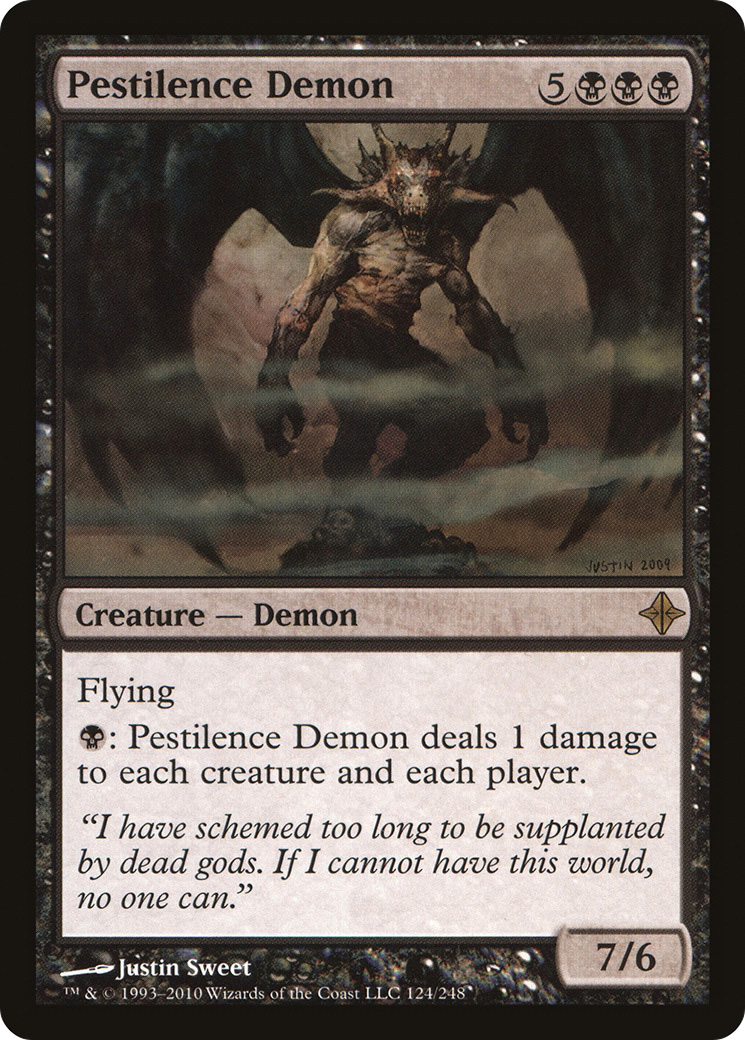 Pestilence Demon 5
JUSTIN 2009
Creature — Demon
Flying
: Pestilence Demon deals 1 damage
to each creature and each player.
“I have schemed too long to be supplanted
by dead gods. If I cannot have this world,
no one can.”
7/6
Justin Sweet
™ & © 1993–2010 Wizards of the Coast LLC 124/248